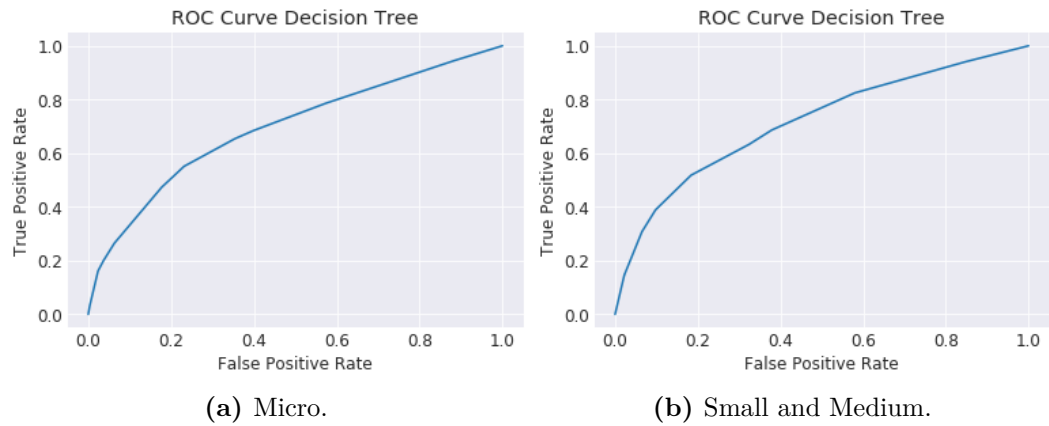 ROC Curve Decision Tree
1.0
0.8
0.6
0.4
0.2
0.0
True Positive Rate
0.0 0.2 0.4 0.6 0.8 1.0
False Positive Rate
(a) Micro.
ROC Curve Decision Tree
1.0
0.8
0.6
0.4
0.2
0.0
True Positive Rate
0.0 0.2 0.4 0.6 0.8 1.0
False Positive Rate
(b) Small and Medium.